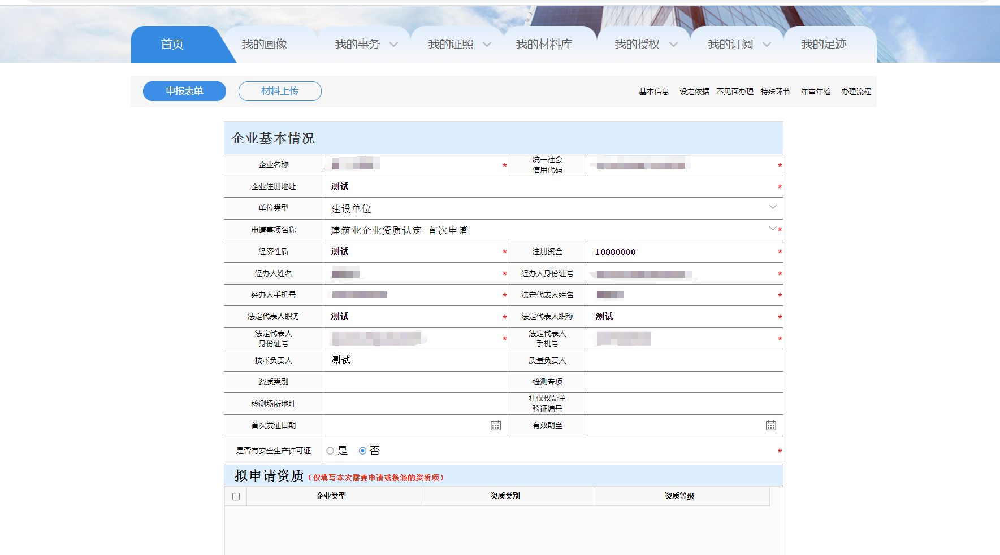 首页 我的画像 我的事务 我的证照 我的材料库 我的授权 我的订阅 我的足迹
申报表单 材料上传 基本信息 设定依据 不见面办理 特殊环节 年审年检 办理流程
企业基本情况
企业名称 * 统一社会信用代码 *
企业注册地址 测试 *
单位类型 建设单位
申请事项名称 建筑业企业资质认定 首次申请 *
经济性质 测试 * 注册资金 10000000 *
经办人姓名 * 经办人身份证号 *
经办人手机号 * 法定代表人姓名 *
法定代表人职务 测试 * 法定代表人职称 测试 *
法定代表人身份证号 * 法定代表人手机号 *
技术负责人 测试 质量负责人
资质类别 检测专项
检测场所地址 社保权益单验证编号
首次发证日期 有效期至
是否有安全生产许可证 是 否 *
拟申请资质（仅填写本次需要申请或换领的资质项）
企业类型 资质类别 资质等级